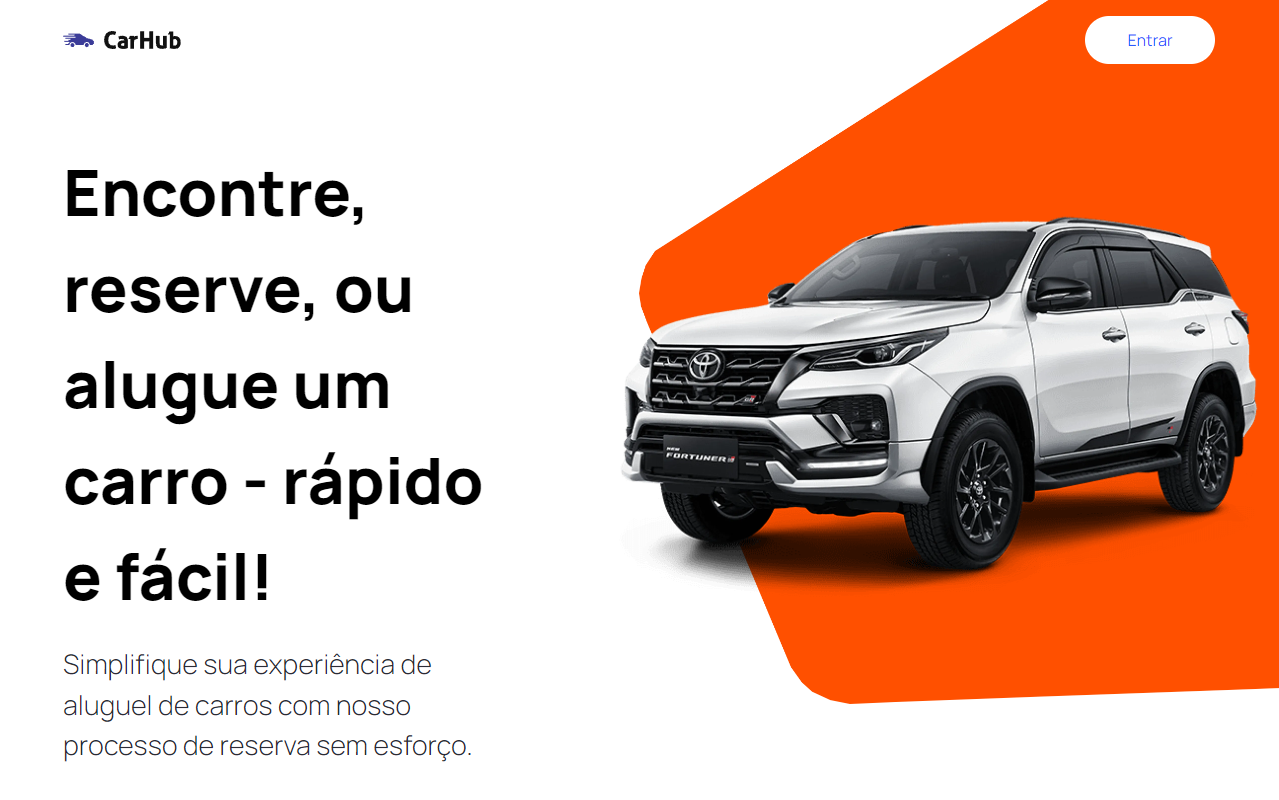 CarHub
Entrar
Encontre,
reserve, ou
alugue um
carro - rápido
e fácil!
NEW
FORTUNER
Simplifique sua experiência de
aluguel de carros com nosso
processo de reserva sem esforço.